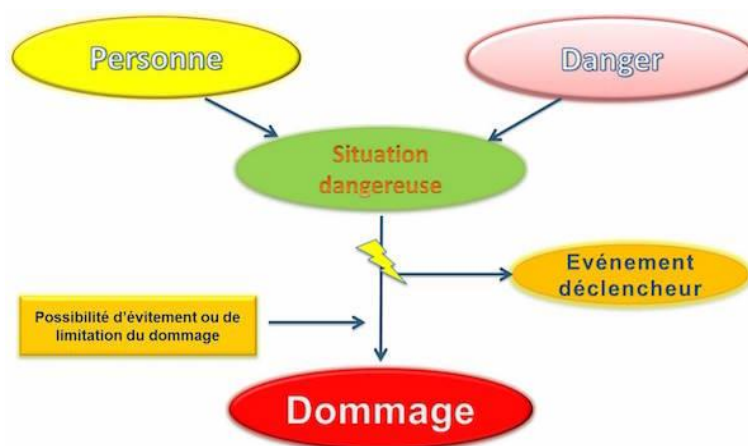 Personne
Danger
Situation
dangereuse
Evénement
déclencheur
Possibilité d'évitement ou de
limitation du dommage
Dommage